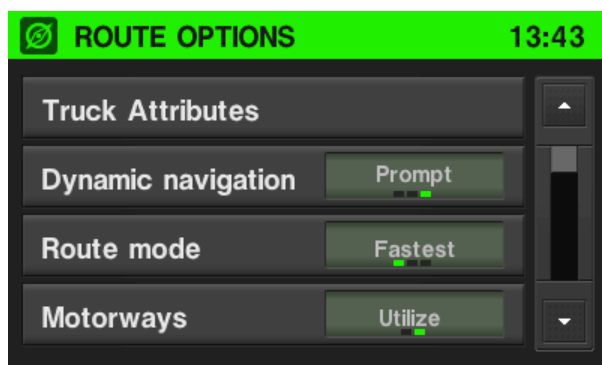 ROUTE OPTIONS 13:43
Truck Attributes
Dynamic navigation Prompt
Route mode Fastest
Motorways Utilize